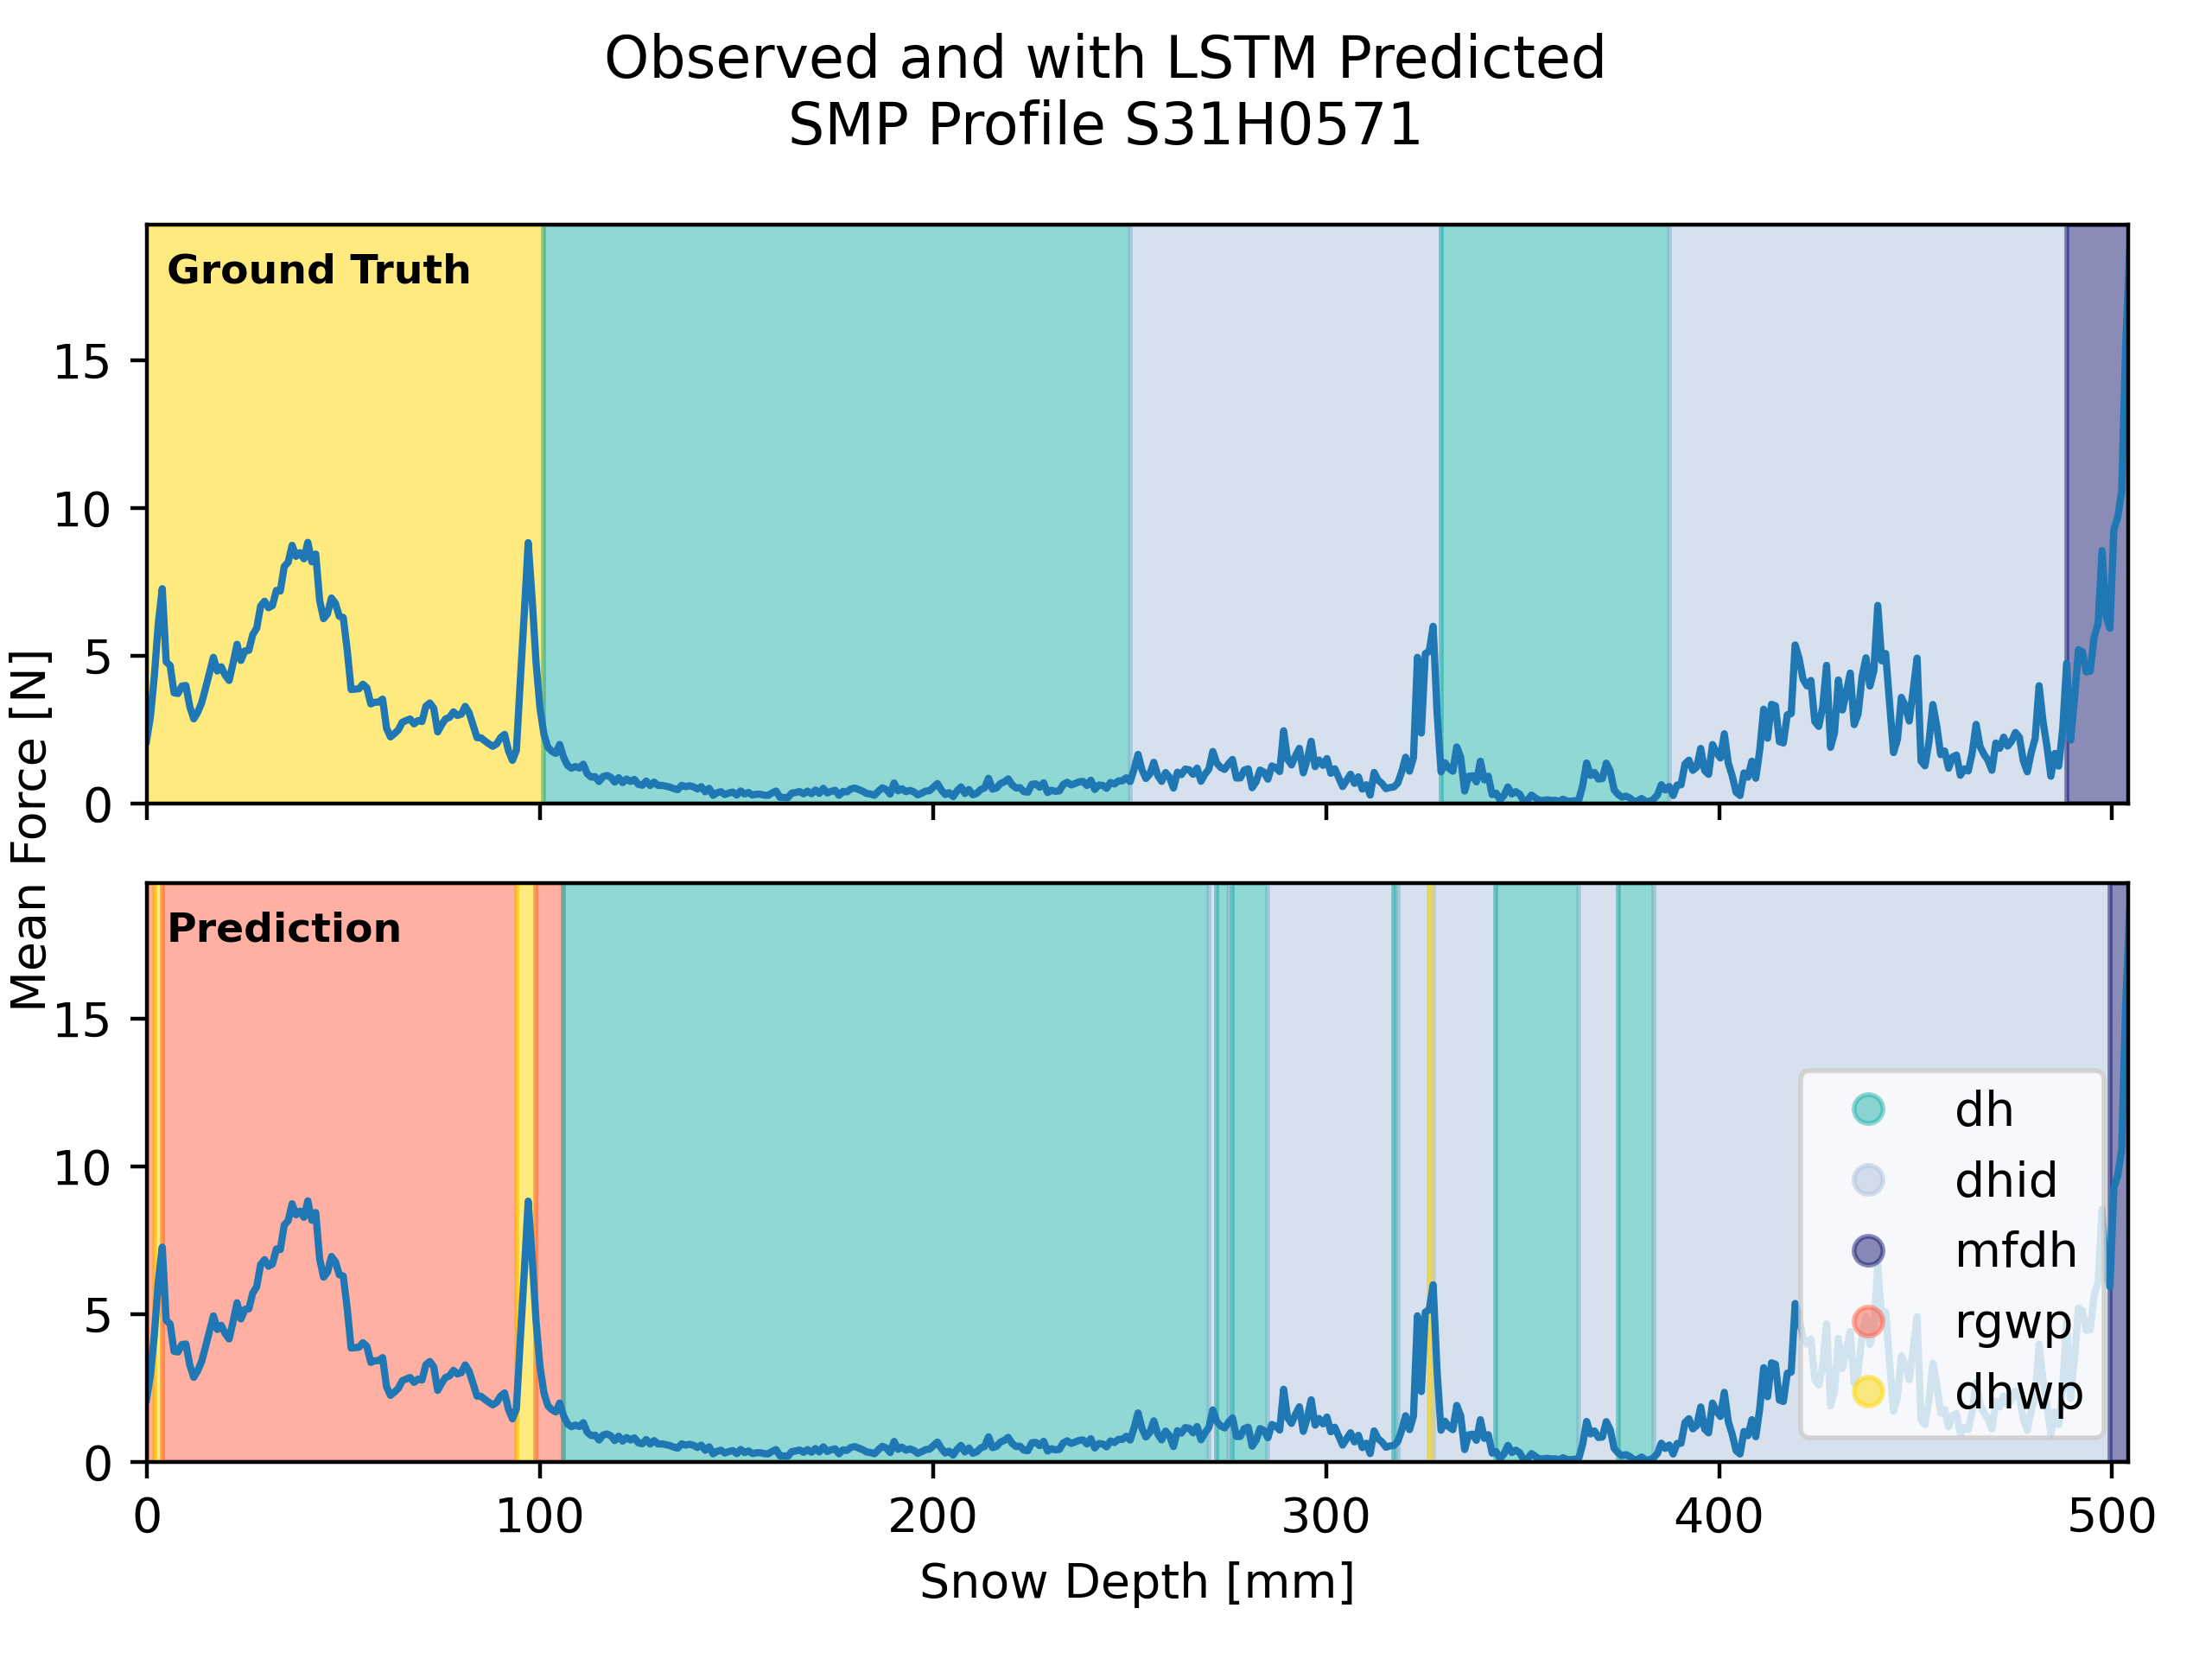 Observed and with LSTM Predicted
SMP Profile S31H0571
Ground Truth
15
10
5
0
Mean Force [N]
Prediction
15
10
5
0
dh
dhid
mfdh
rgwp
dhwp
0 100 200 300 400 500
Snow Depth [mm]